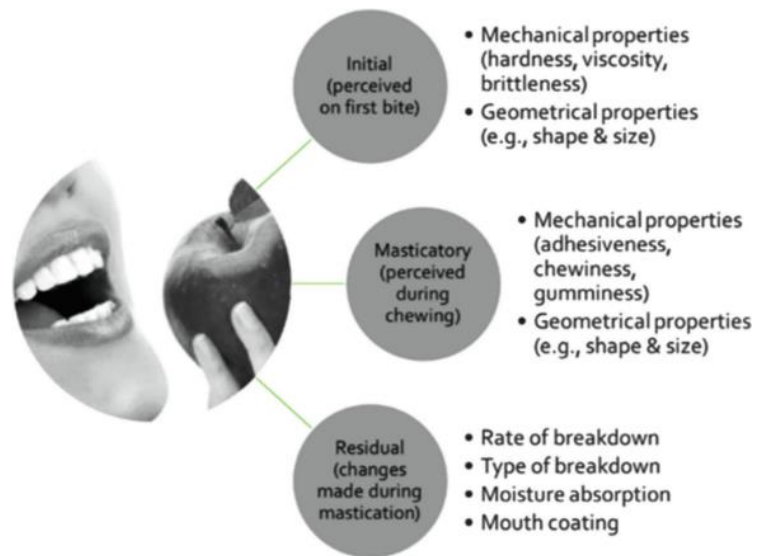 Initial
(perceived
on first bite)
• Mechanical properties
(hardness, viscosity,
brittleness)
• Geometrical properties
(e.g., shape & size)
Masticatory
(perceived
during
chewing)
• Mechanical properties
(adhesiveness,
chewiness,
gumminess)
• Geometrical properties
(e.g., shape & size)
Residual
(changes
made during
mastication)
• Rate of breakdown
• Type of breakdown
• Moisture absorption
• Mouth coating